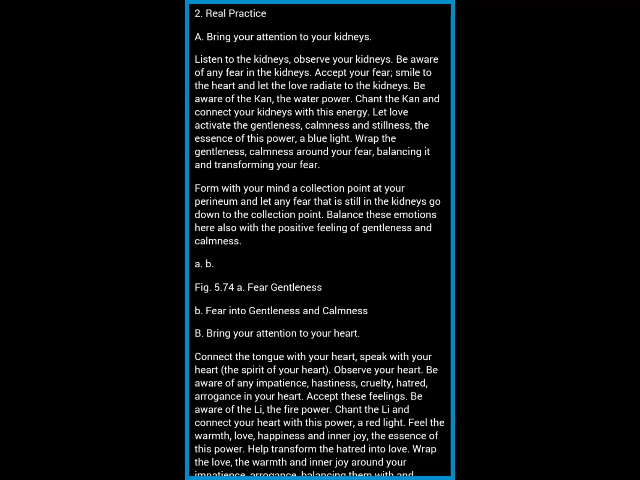 2. Real Practice
A. Bring your attention to your kidneys.
Listen to the kidneys, observe your kidneys. Be aware
of any fear in the kidneys. Accept your fear; smile to
the heart and let the love radiate to the kidneys. Be
aware of the Kan, the water power. Chant the Kan and
connect your kidneys with this energy. Let love
activate the gentleness, calmness and stillness, the
essence of this power, a blue light. Wrap the
gentleness, calmness around your fear, balancing it
and transforming your fear.
Form with your mind a collection point at your
perineum and let any fear that is still in the kidneys go
down to the collection point. Balance these emotions
here also with the positive feeling of gentleness and
calmness.
a. b.
Fig. 5.74 a. Fear Gentleness
b. Fear into Gentleness and Calmness
B. Bring your attention to your heart.
Connect the tongue with your heart, speak with your
heart (the spirit of your heart). Observe your heart. Be
aware of any impatience, hastiness, cruelty, hatred,
arrogance in your heart. Accept these feelings. Be
aware of the Li, the fire power. Chant the Li and
connect your heart with this power, a red light. Feel the
warmth, love, happiness and inner joy, the essence of
this power. Help transform the hatred into love. Wrap
the love, the warmth and inner joy around your
impatience, arrogance, balancing them with and